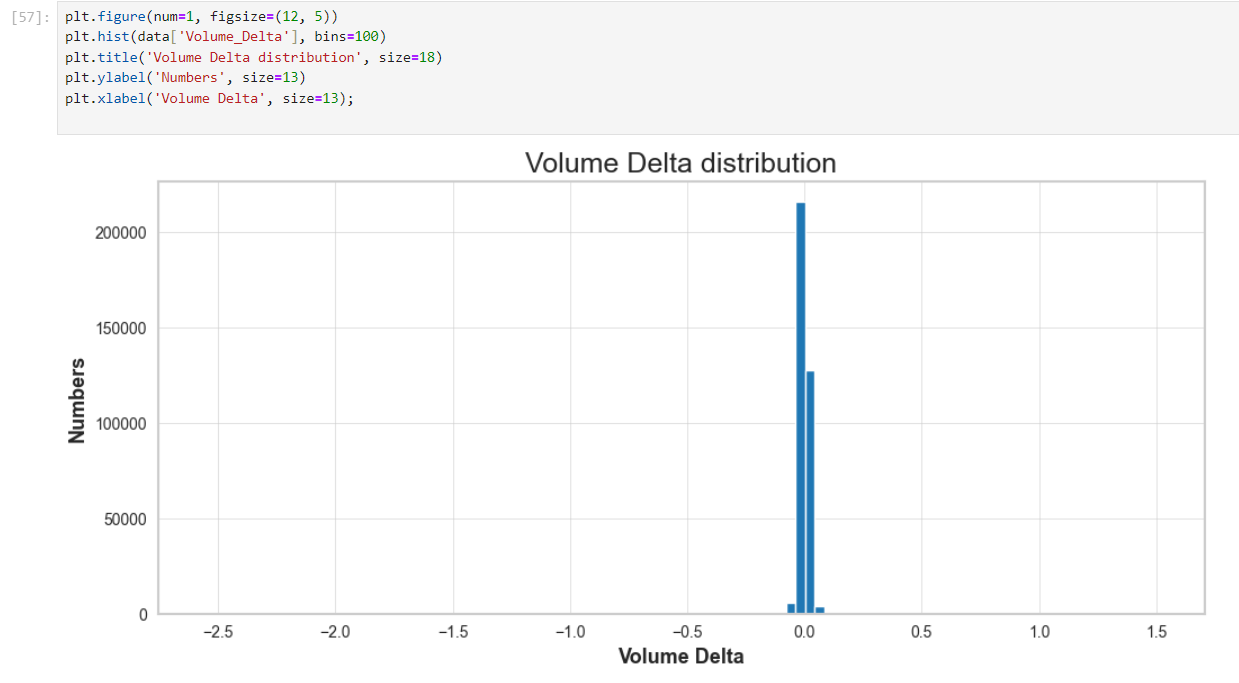 [57]:
plt.figure(num=1, figsize=(12, 5))
plt.hist(data['Volume_Delta'], bins=100)
plt.title('Volume Delta distribution', size=18)
plt.ylabel('Numbers', size=13)
plt.xlabel('Volume Delta', size=13);
Volume Delta distribution
200000
150000
100000
50000
0
Numbers
−2.5 −2.0 −1.5 −1.0 −0.5 0.0 0.5 1.0 1.5
Volume Delta